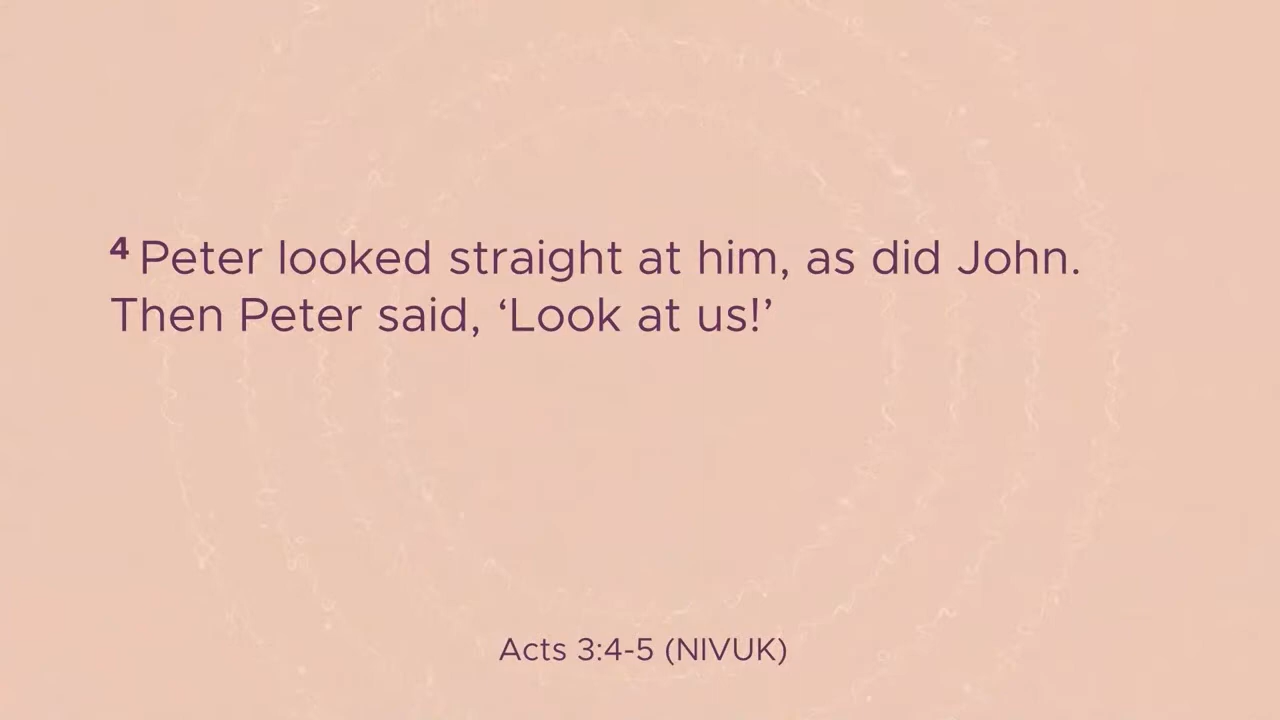 4 Peter looked straight at him, as did John.
Then Peter said, ‘Look at us!’
Acts 3:4-5 (NIVUK)